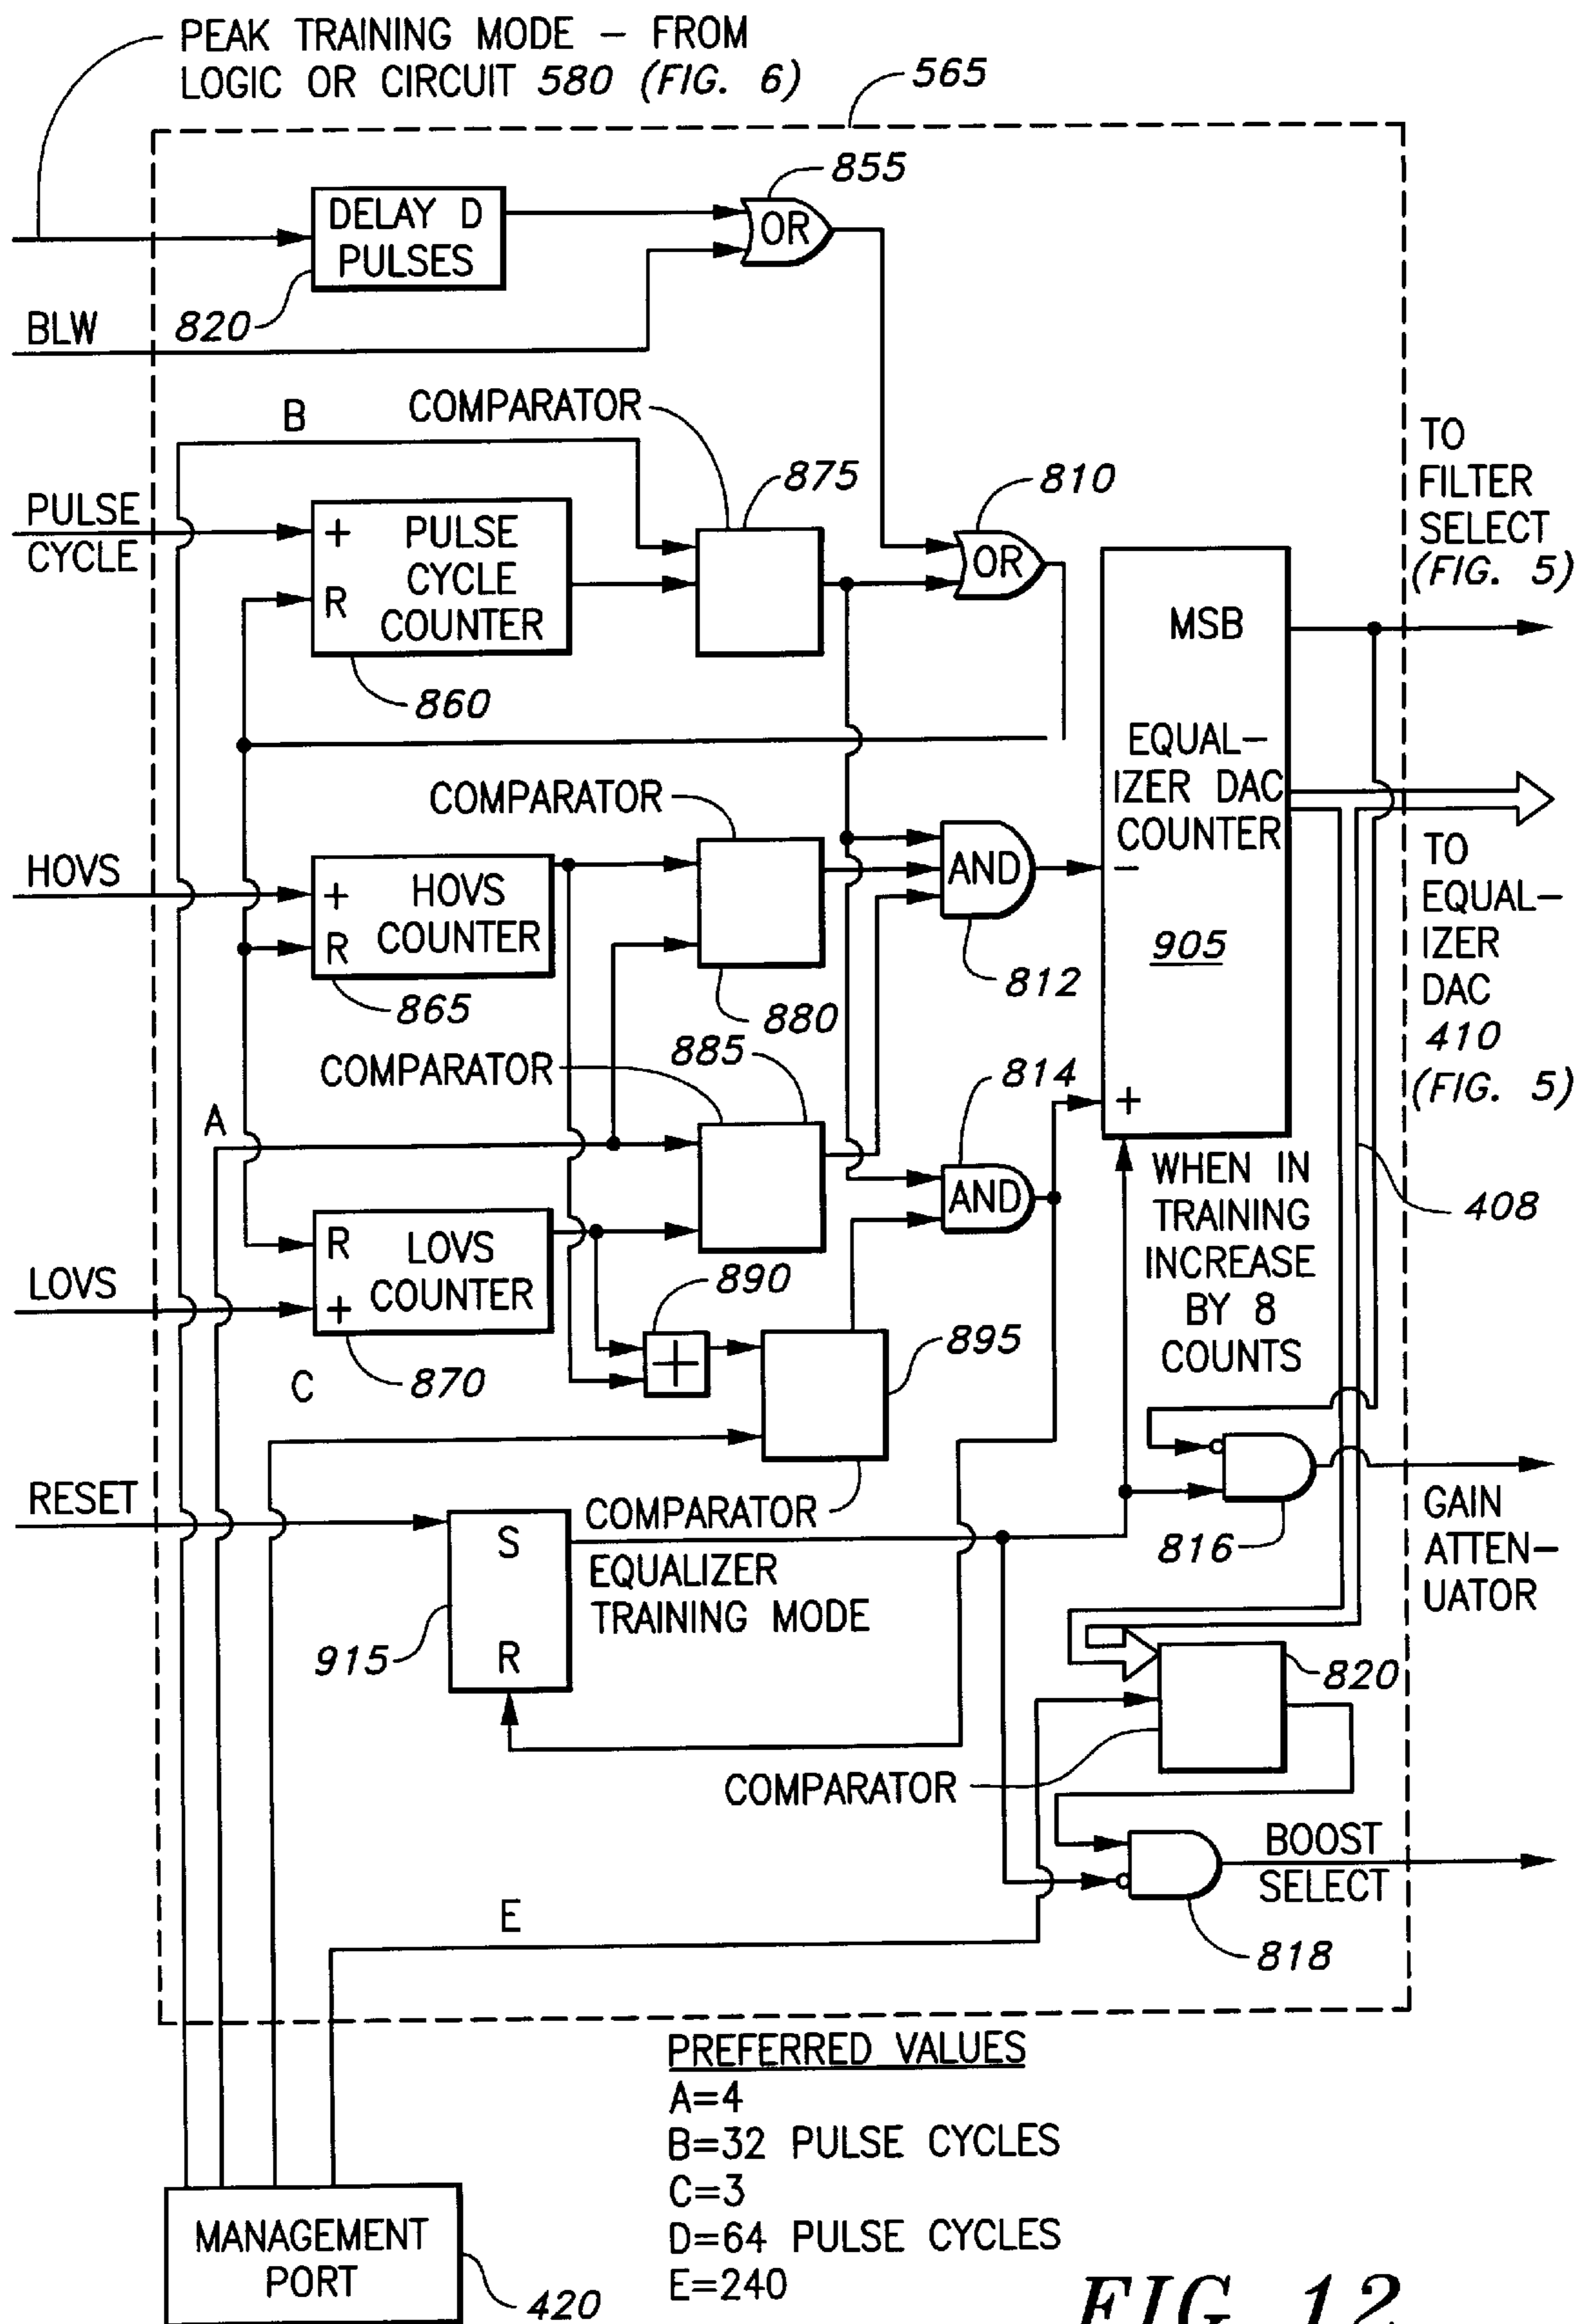 PEAK TRAINING MODE – FROM
LOGIC OR CIRCUIT 580 (FIG. 6)
565
855
DELAY D
PULSES
OR
820
BLW
B
COMPARATOR
875
810
TO
FILTER
SELECT
(FIG. 5)
PULSE
CYCLE
+
R
PULSE
CYCLE
COUNTER
OR
860
MSB
EQUAL–
IZER DAC
COUNTER
–
905
+
COMPARATOR
HOVS
+
R
HOVS
COUNTER
AND
865
880
812
TO
EQUAL–
IZER
DAC
410
(FIG. 5)
COMPARATOR
885
814
A
AND
WHEN IN
TRAINING
INCREASE
BY 8
COUNTS
408
LOVS
R
+
LOVS
COUNTER
890
+
895
C
870
RESET
S
R
COMPARATOR
EQUALIZER
TRAINING MODE
915
816
GAIN
ATTEN–
UATOR
820
COMPARATOR
BOOST
SELECT
E
818
PREFERRED VALUES
A=4
B=32 PULSE CYCLES
C=3
D=64 PULSE CYCLES
E=240
MANAGEMENT
PORT
420
FIG. 12